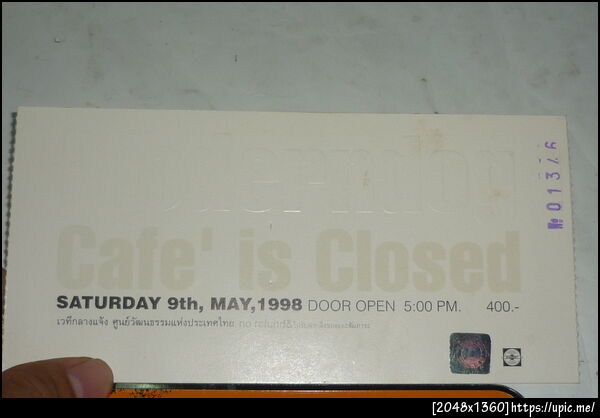 moderndog
Cafe' is Closed
SATURDAY 9th, MAY,1998 DOOR OPEN 5:00 PM. 400.-
เวทีกลางแจ้ง ศูนย์วัฒนธรรมแห่งประเทศไทย no refund&
№ 01376
[2048x1360]https://upic.me/